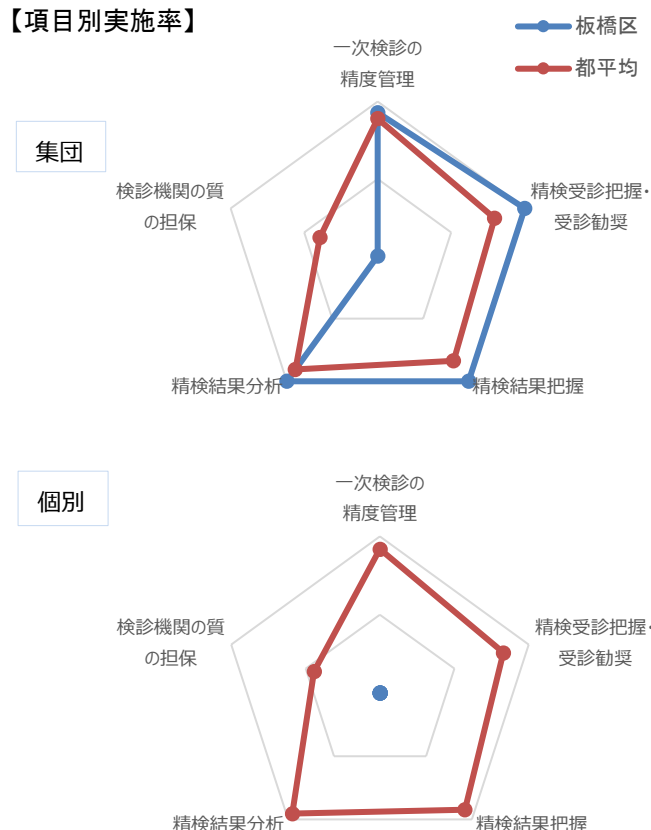 【項目別実施率】
板橋区
都平均
集団
一次検診の
精度管理
精検受診把握・
受診勧奨
精検結果把握
精検結果分析
検診機関の質
の担保
個別
一次検診の
精度管理
精検受診把握・
受診勧奨
精検結果把握
精検結果分析
検診機関の質
の担保